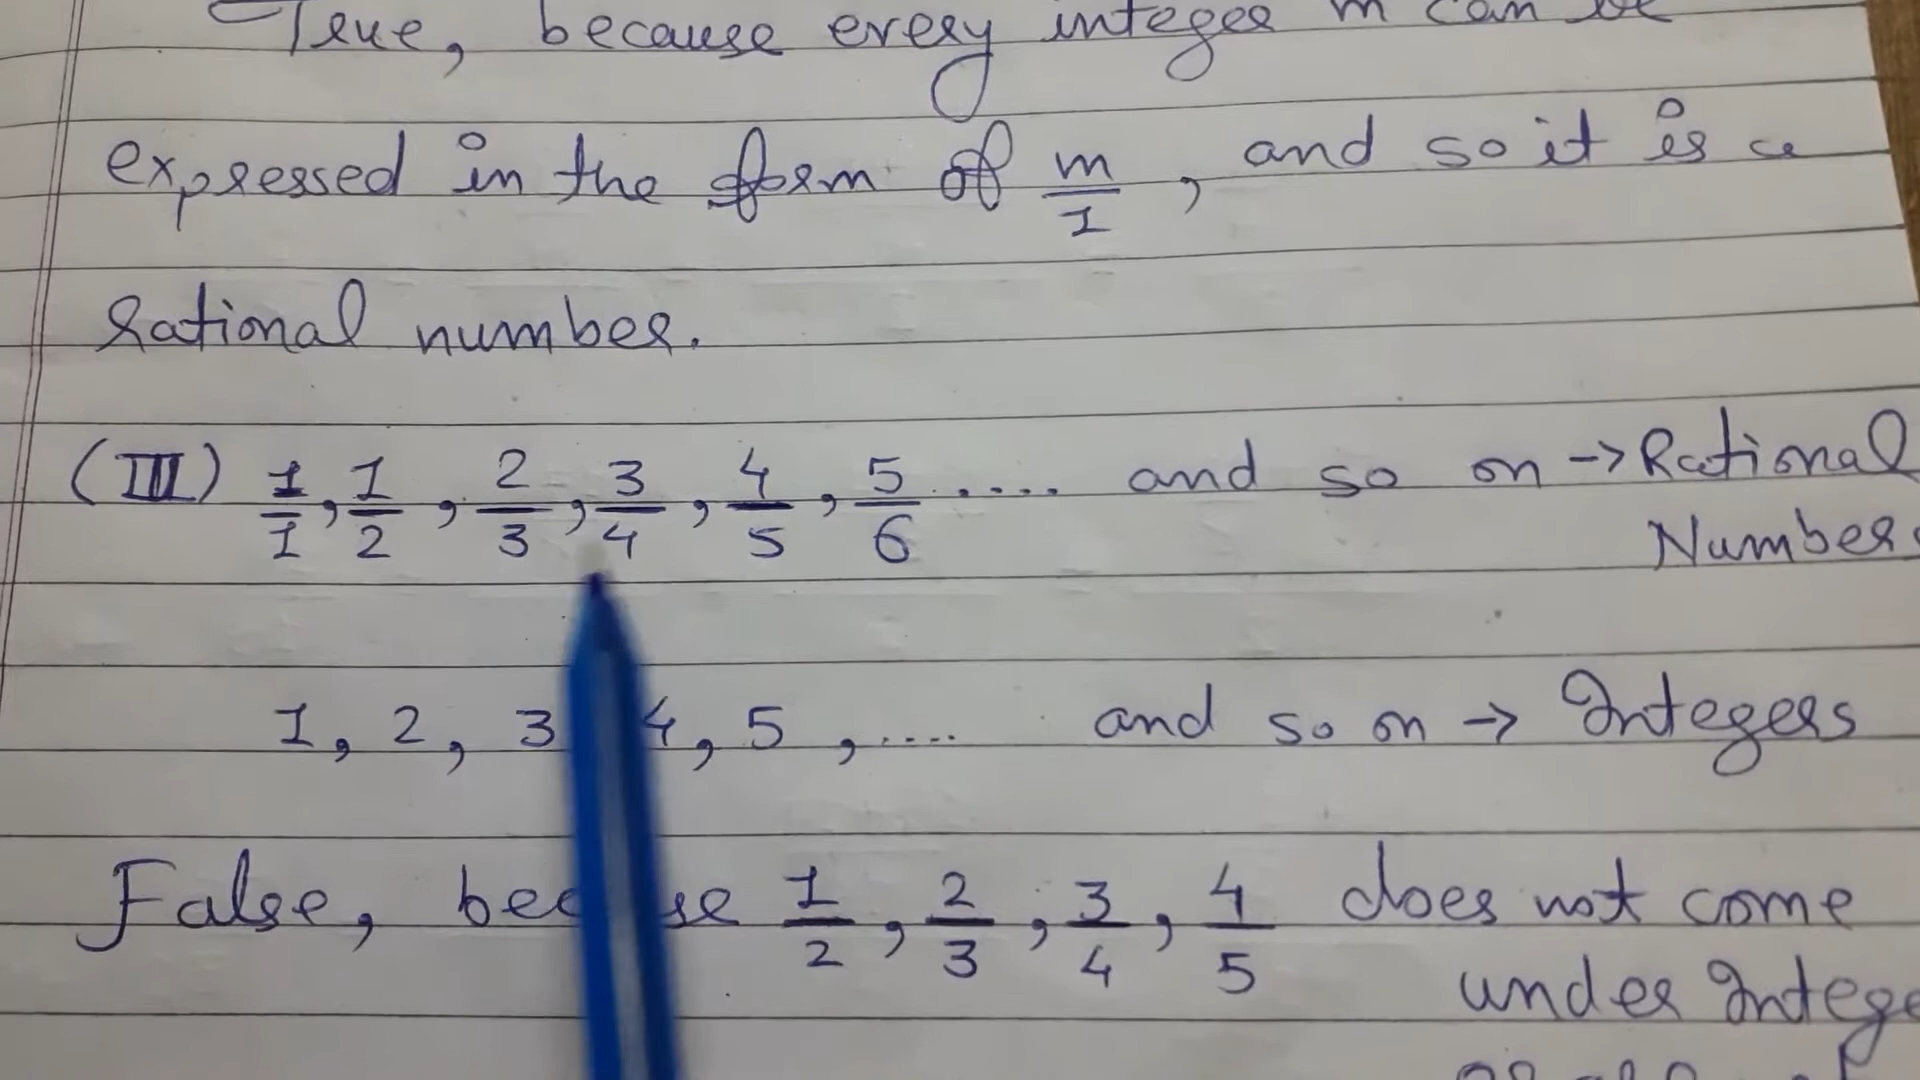 True, because every integer m can be
expressed in the form of m/1, and so it is a
rational number.
(III) 1/1, 1/2, 2/3, 3/4, 4/5, 5/6 .... and so on → Rational
Number
1, 2, 3 4, 5, .... and so on → Integers
False, 1/2, 2/3, 3/4, 4/5 does not come
under